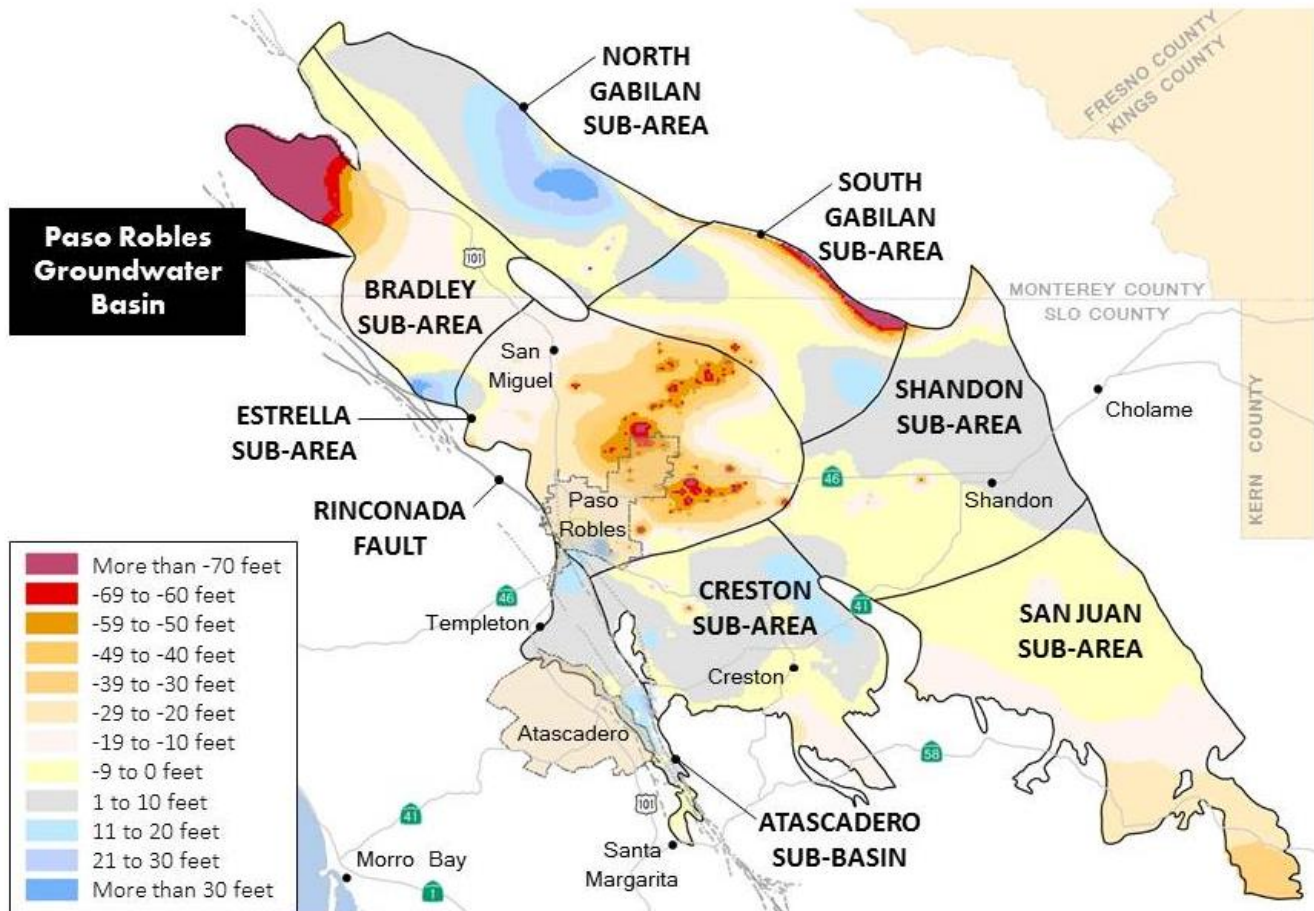 NORTH
GABILAN
SUB-AREA
FRESNO COUNTY
KINGS COUNTY
SOUTH
GABILAN
SUB-AREA
Paso Robles
Groundwater
Basin
101
BRADLEY
SUB-AREA
MONTEREY COUNTY
SLO COUNTY
San
Miguel
SHANDON
SUB-AREA
Cholame
KERN COUNTY
ESTRELLA
SUB-AREA
46
Shandon
RINCONADA
FAULT
Paso
Robles
More than -70 feet
-69 to -60 feet
-59 to -50 feet
-49 to -40 feet
-39 to -30 feet
-29 to -20 feet
-19 to -10 feet
-9 to 0 feet
1 to 10 feet
11 to 20 feet
21 to 30 feet
More than 30 feet
46
Templeton
CRESTON
SUB-AREA
41
SAN JUAN
SUB-AREA
Creston
Atascadero
58
101
ATASCADERO
SUB-BASIN
41
Santa
Margarita
Morro Bay
1